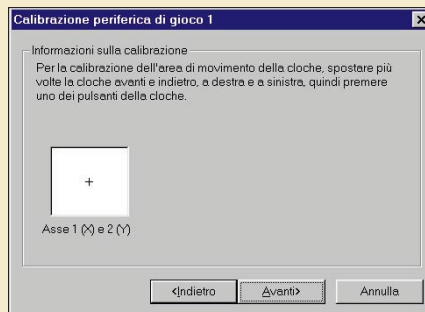 Calibrazione periferica di gioco 1
Informazioni sulla calibrazione
Per la calibrazione dell'area di movimento della cloche, spostare più
volte la cloche avanti e indietro, a destra e a sinistra, quindi premere
uno dei pulsanti della cloche.
Asse 1 (X) e 2 (Y)
<Indietro
Avanti>
Annulla